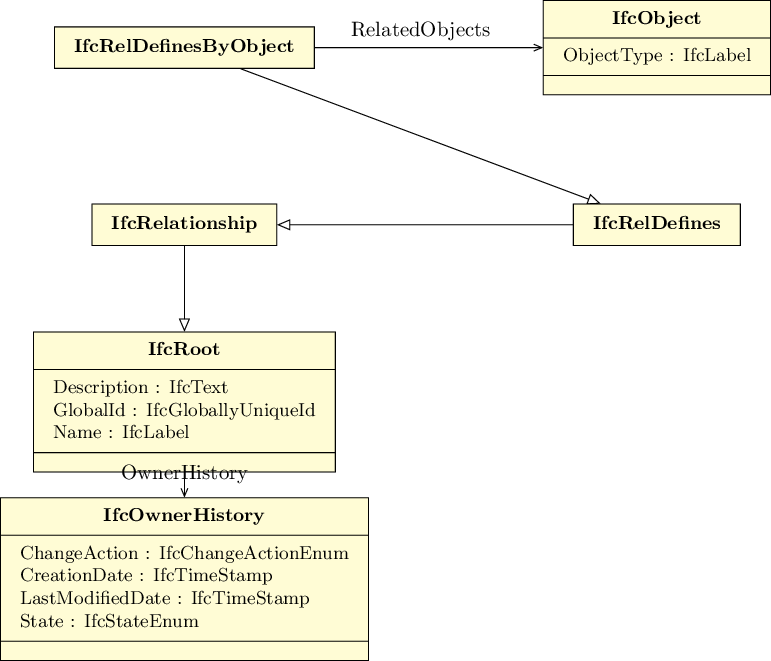 IfcRelDefinesByObject
RelatedObjects
IfcObject
ObjectType : IfcLabel
IfcRelationship
IfcRelDefines
IfcRoot
Description : IfcText
GlobalId : IfcGloballyUniqueId
Name : IfcLabel
OwnerHistory
IfcOwnerHistory
ChangeAction : IfcChangeActionEnum
CreationDate : IfcTimeStamp
LastModifiedDate : IfcTimeStamp
State : IfcStateEnum